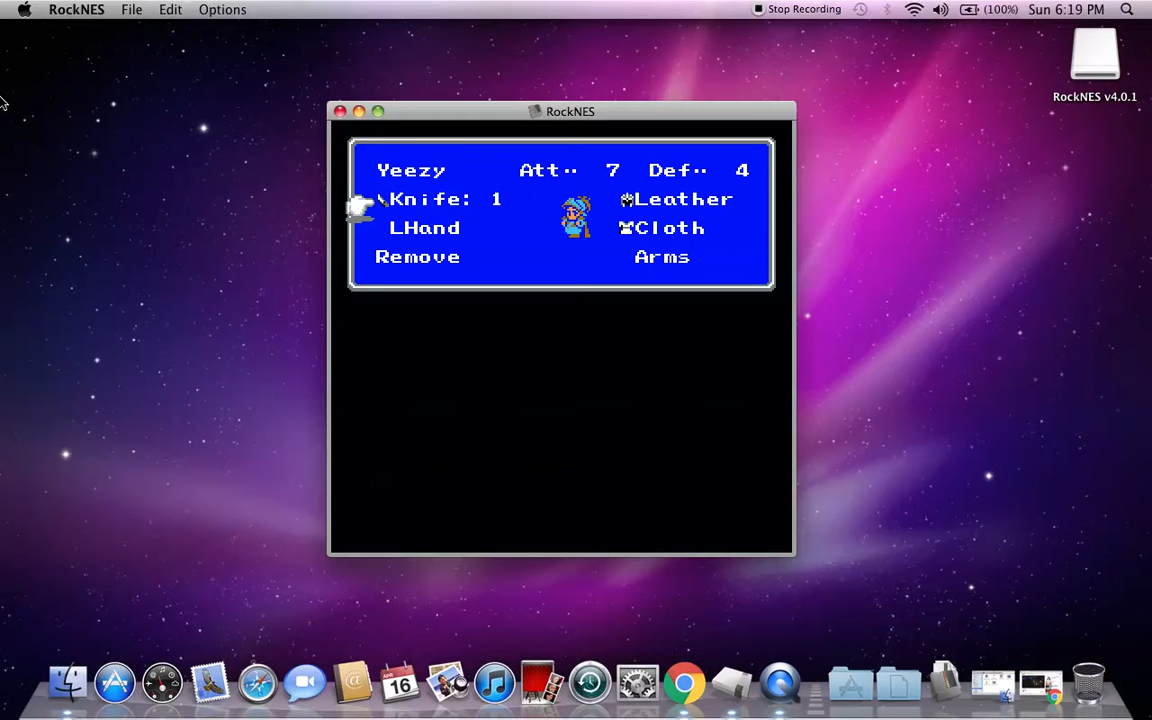 RockNES File Edit Options Stop Recording (100%) Sun 6:19 PM
RockNES v4.0.1
RockNES
Yeezy Att·· 7 Def·· 4
Knife: 1 Leather
LHand Cloth
Remove Arms
16